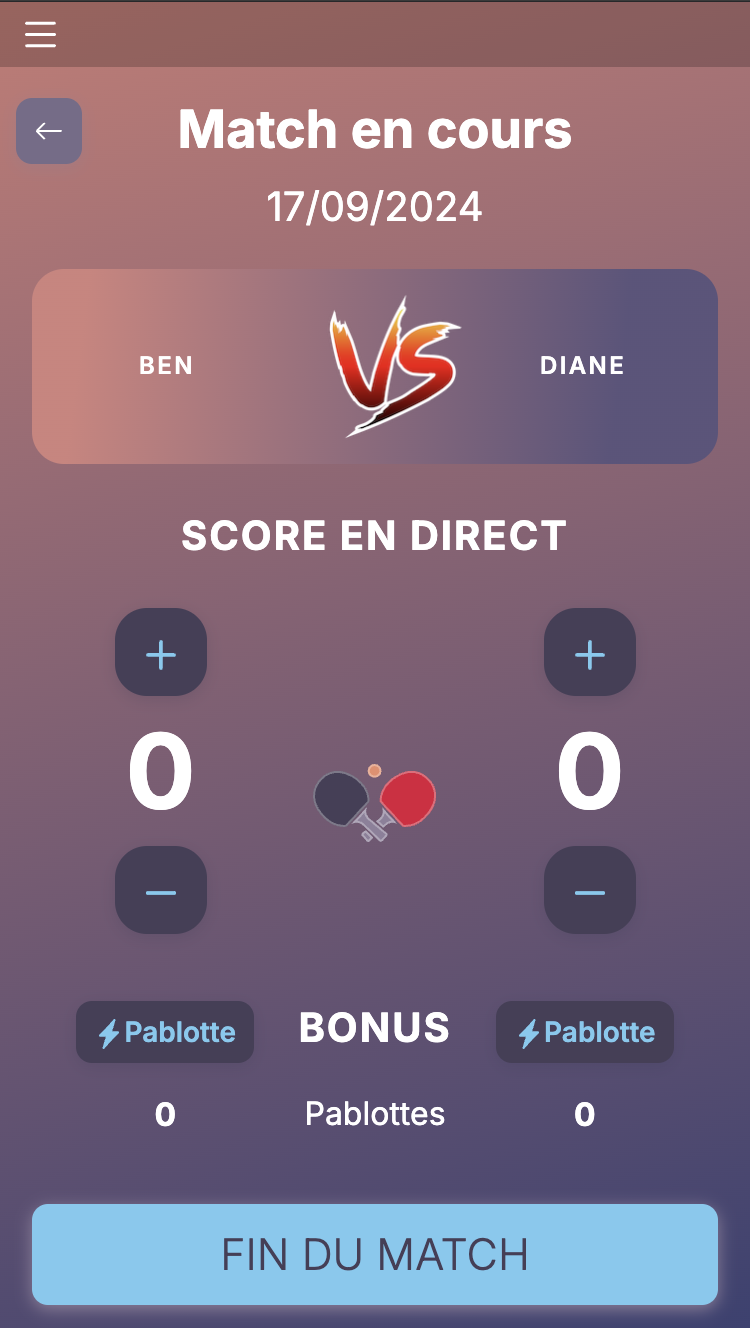 Match en cours
17/09/2024
BEN VS DIANE
SCORE EN DIRECT
+ +
0 0
− −
Pablotte BONUS Pablotte
0 Pablottes 0
FIN DU MATCH